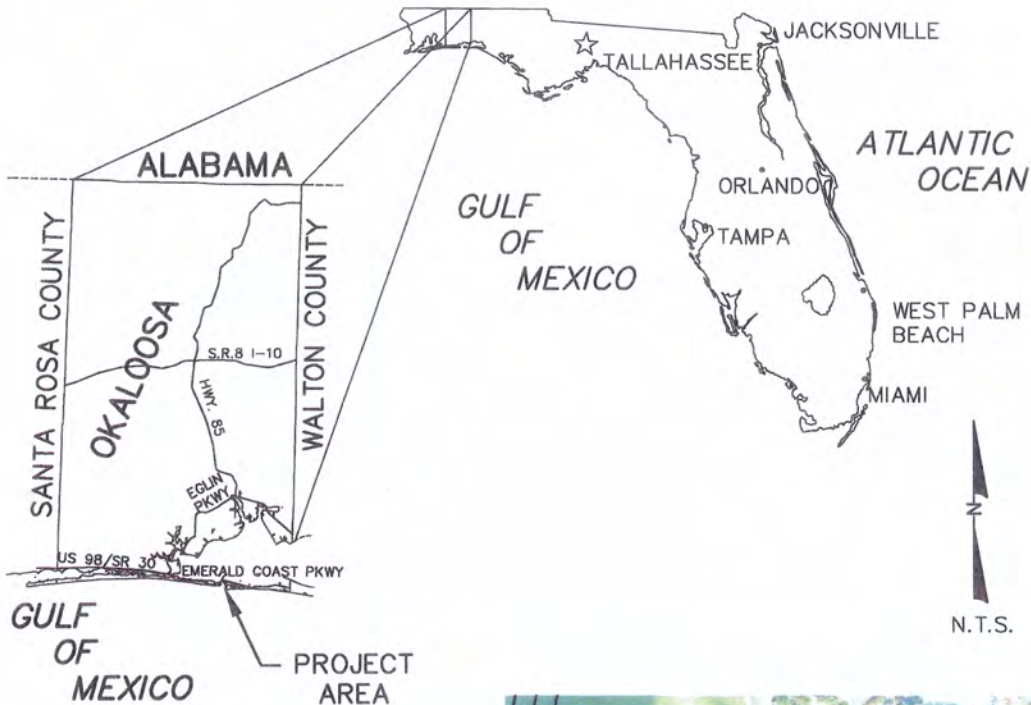 JACKSONVILLE
TALLAHASSEE
ATLANTIC
OCEAN
ORLANDO
GULF
OF
MEXICO
TAMPA
WEST PALM
BEACH
MIAMI
ALABAMA
SANTA ROSA COUNTY
OKALOOSA
WALTON COUNTY
S.R.8 I-10
HWY. 85
EGLIN
PKWY
US 98/SR 30
EMERALD COAST PKWY
GULF
OF
MEXICO
PROJECT
AREA
N
N.T.S.